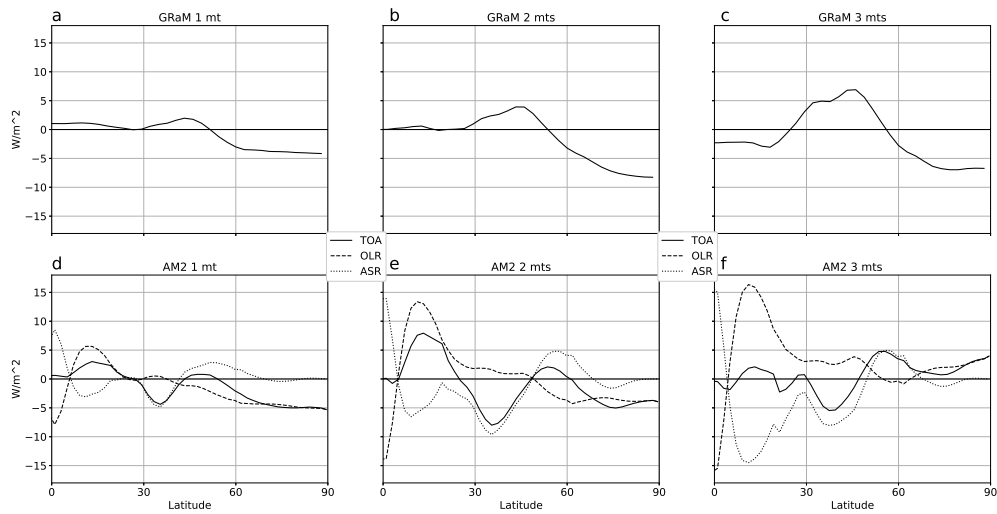 a
GRaM 1 mt
b
GRaM 2 mts
c
GRaM 3 mts
W/m^2
15
10
5
0
−5
−10
−15
TOA
OLR
ASR
TOA
OLR
ASR
d
AM2 1 mt
e
AM2 2 mts
f
AM2 3 mts
W/m^2
15
10
5
0
−5
−10
−15
0 30 60
0 30 60
0 30 60 90
Latitude
Latitude
Latitude